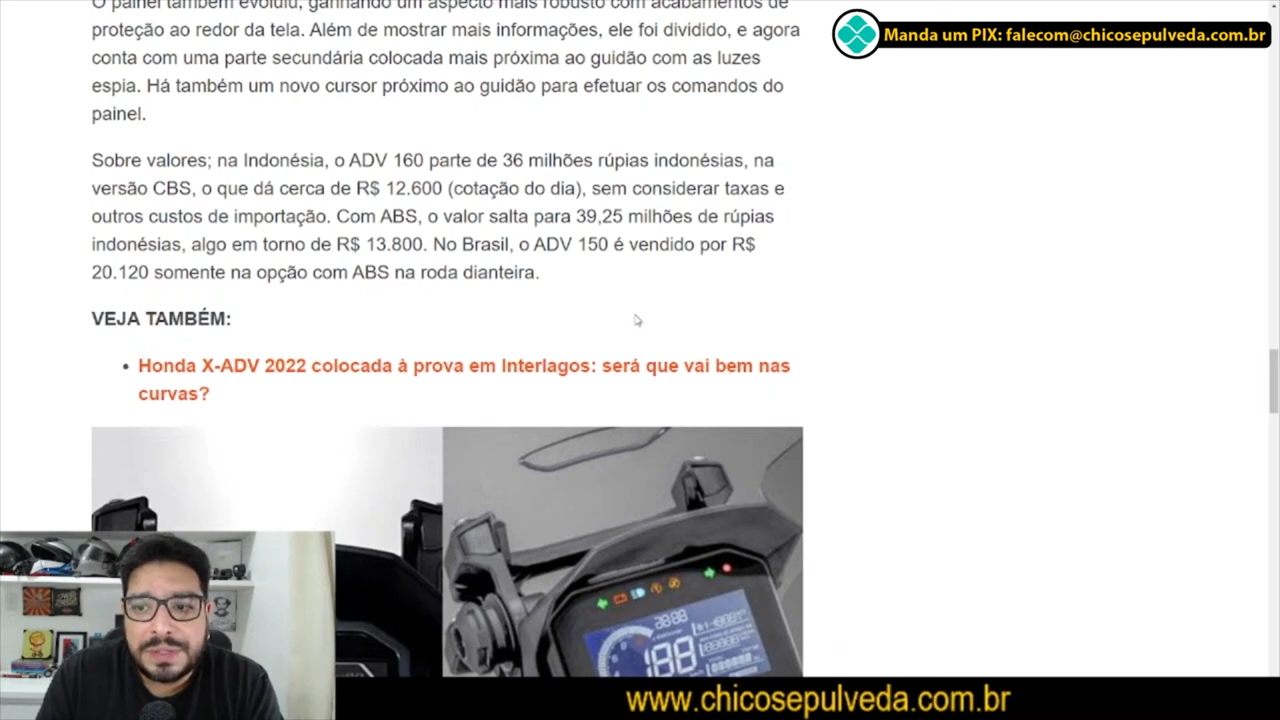 O painel também evoluiu, ganhando um aspecto mais robusto com acabamentos de
proteção ao redor da tela. Além de mostrar mais informações, ele foi dividido, e agora
conta com uma parte secundária colocada mais próxima ao guidão com as luzes
espia. Há também um novo cursor próximo ao guidão para efetuar os comandos do
painel.
Sobre valores; na Indonésia, o ADV 160 parte de 36 milhões rúpias indonésias, na
versão CBS, o que dá cerca de R$ 12.600 (cotação do dia), sem considerar taxas e
outros custos de importação. Com ABS, o valor salta para 39,25 milhões de rúpias
indonésias, algo em torno de R$ 13.800. No Brasil, o ADV 150 é vendido por R$
20.120 somente na opção com ABS na roda dianteira.
VEJA TAMBÉM:
• Honda X-ADV 2022 colocada à prova em Interlagos: será que vai bem nas
curvas?
Manda um PIX: falecom@chicosepulveda.com.br
188
www.chicosepulveda.com.br